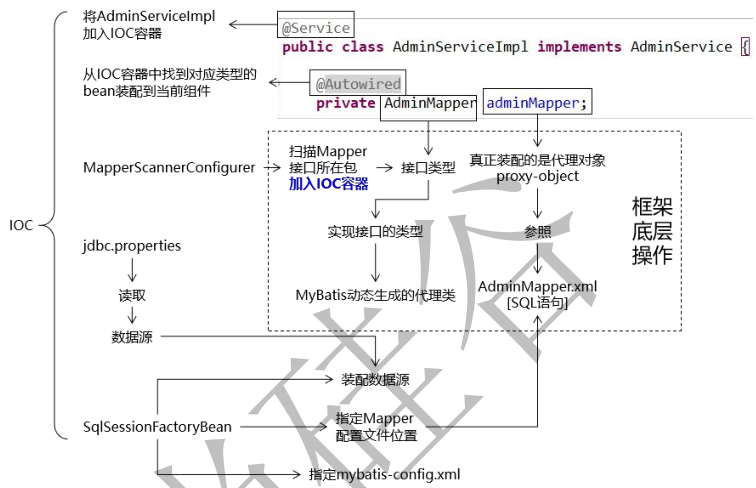 将AdminServiceImpl
加入IOC容器
@Service
public class AdminServiceImpl implements AdminService {
从IOC容器中找到对应类型的
bean装配到当前组件
@Autowired
private AdminMapper adminMapper;
MapperScannerConfigurer
扫描Mapper
接口所在包
加入IOC容器
接口类型
真正装配的是代理对象
proxy-object
框架
底层
操作
IOC
实现接口的类型
参照
jdbc.properties
读取
MyBatis动态生成的代理类
AdminMapper.xml
[SQL语句]
数据源
装配数据源
SqlSessionFactoryBean
指定Mapper
配置文件位置
指定mybatis-config.xml
尚硅谷